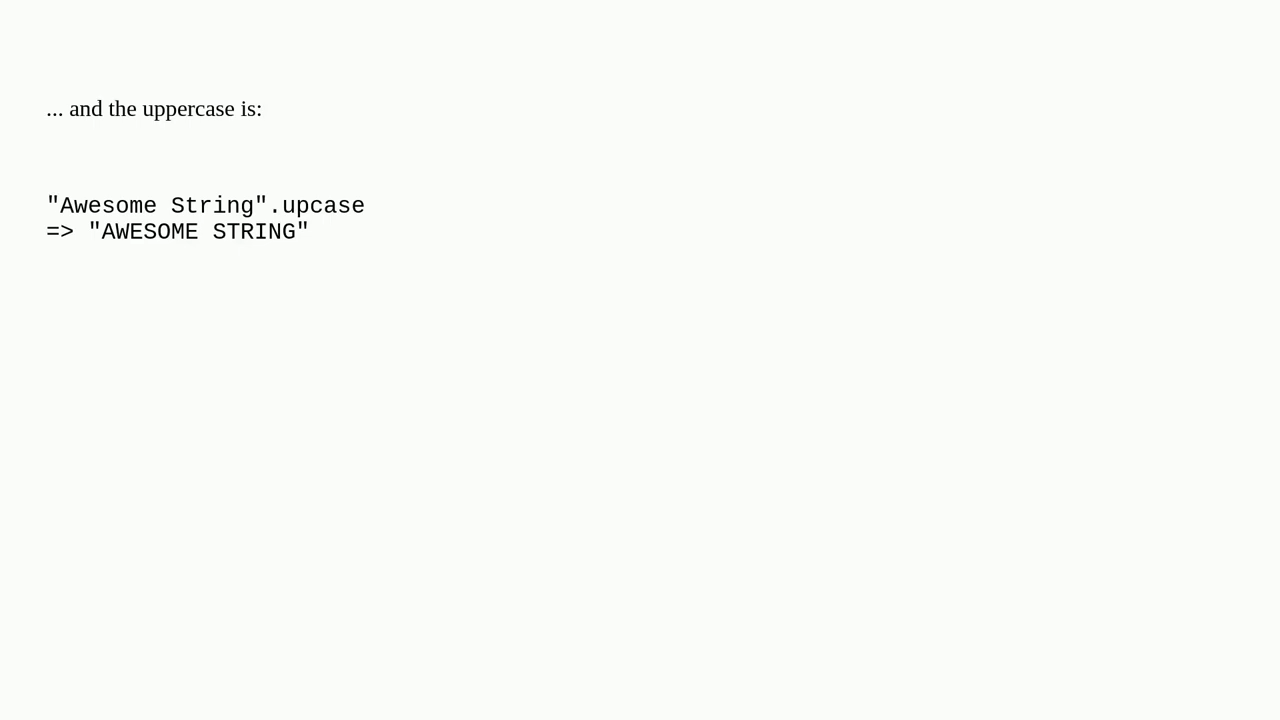 ... and the uppercase is:
"Awesome String".upcase
=> "AWESOME STRING"